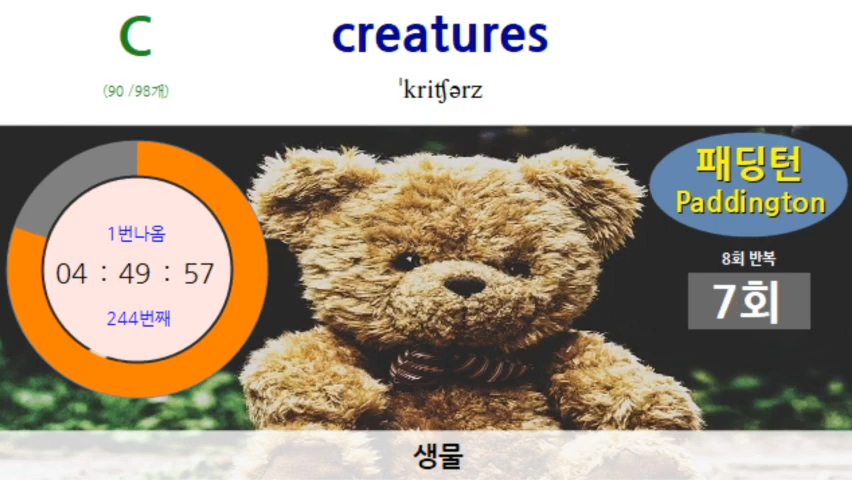 C
creatures
(90 /98개)
ˈkritʃərz
패딩턴
Paddington
1번나옴
04 : 49 : 57
244번째
8회 반복
7회
생물